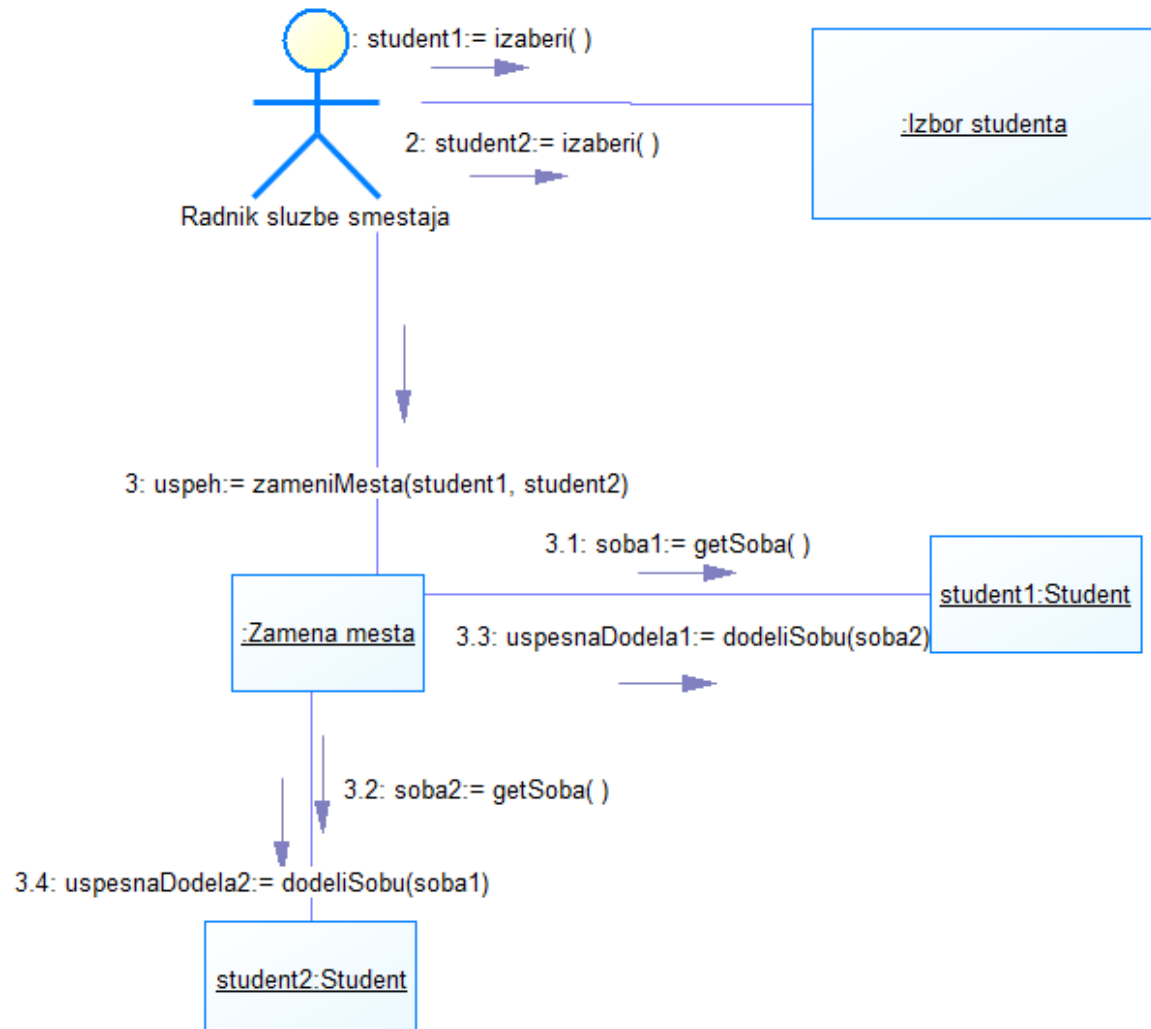 : student1:= izaberi( )
:Izbor studenta
2: student2:= izaberi( )
Radnik sluzbe smestaja
3: uspeh:= zameniMesta(student1, student2)
3.1: soba1:= getSoba( )
student1:Student
:Zamena mesta
3.3: uspesnaDodela1:= dodeliSobu(soba2)
3.2: soba2:= getSoba( )
3.4: uspesnaDodela2:= dodeliSobu(soba1)
student2:Student